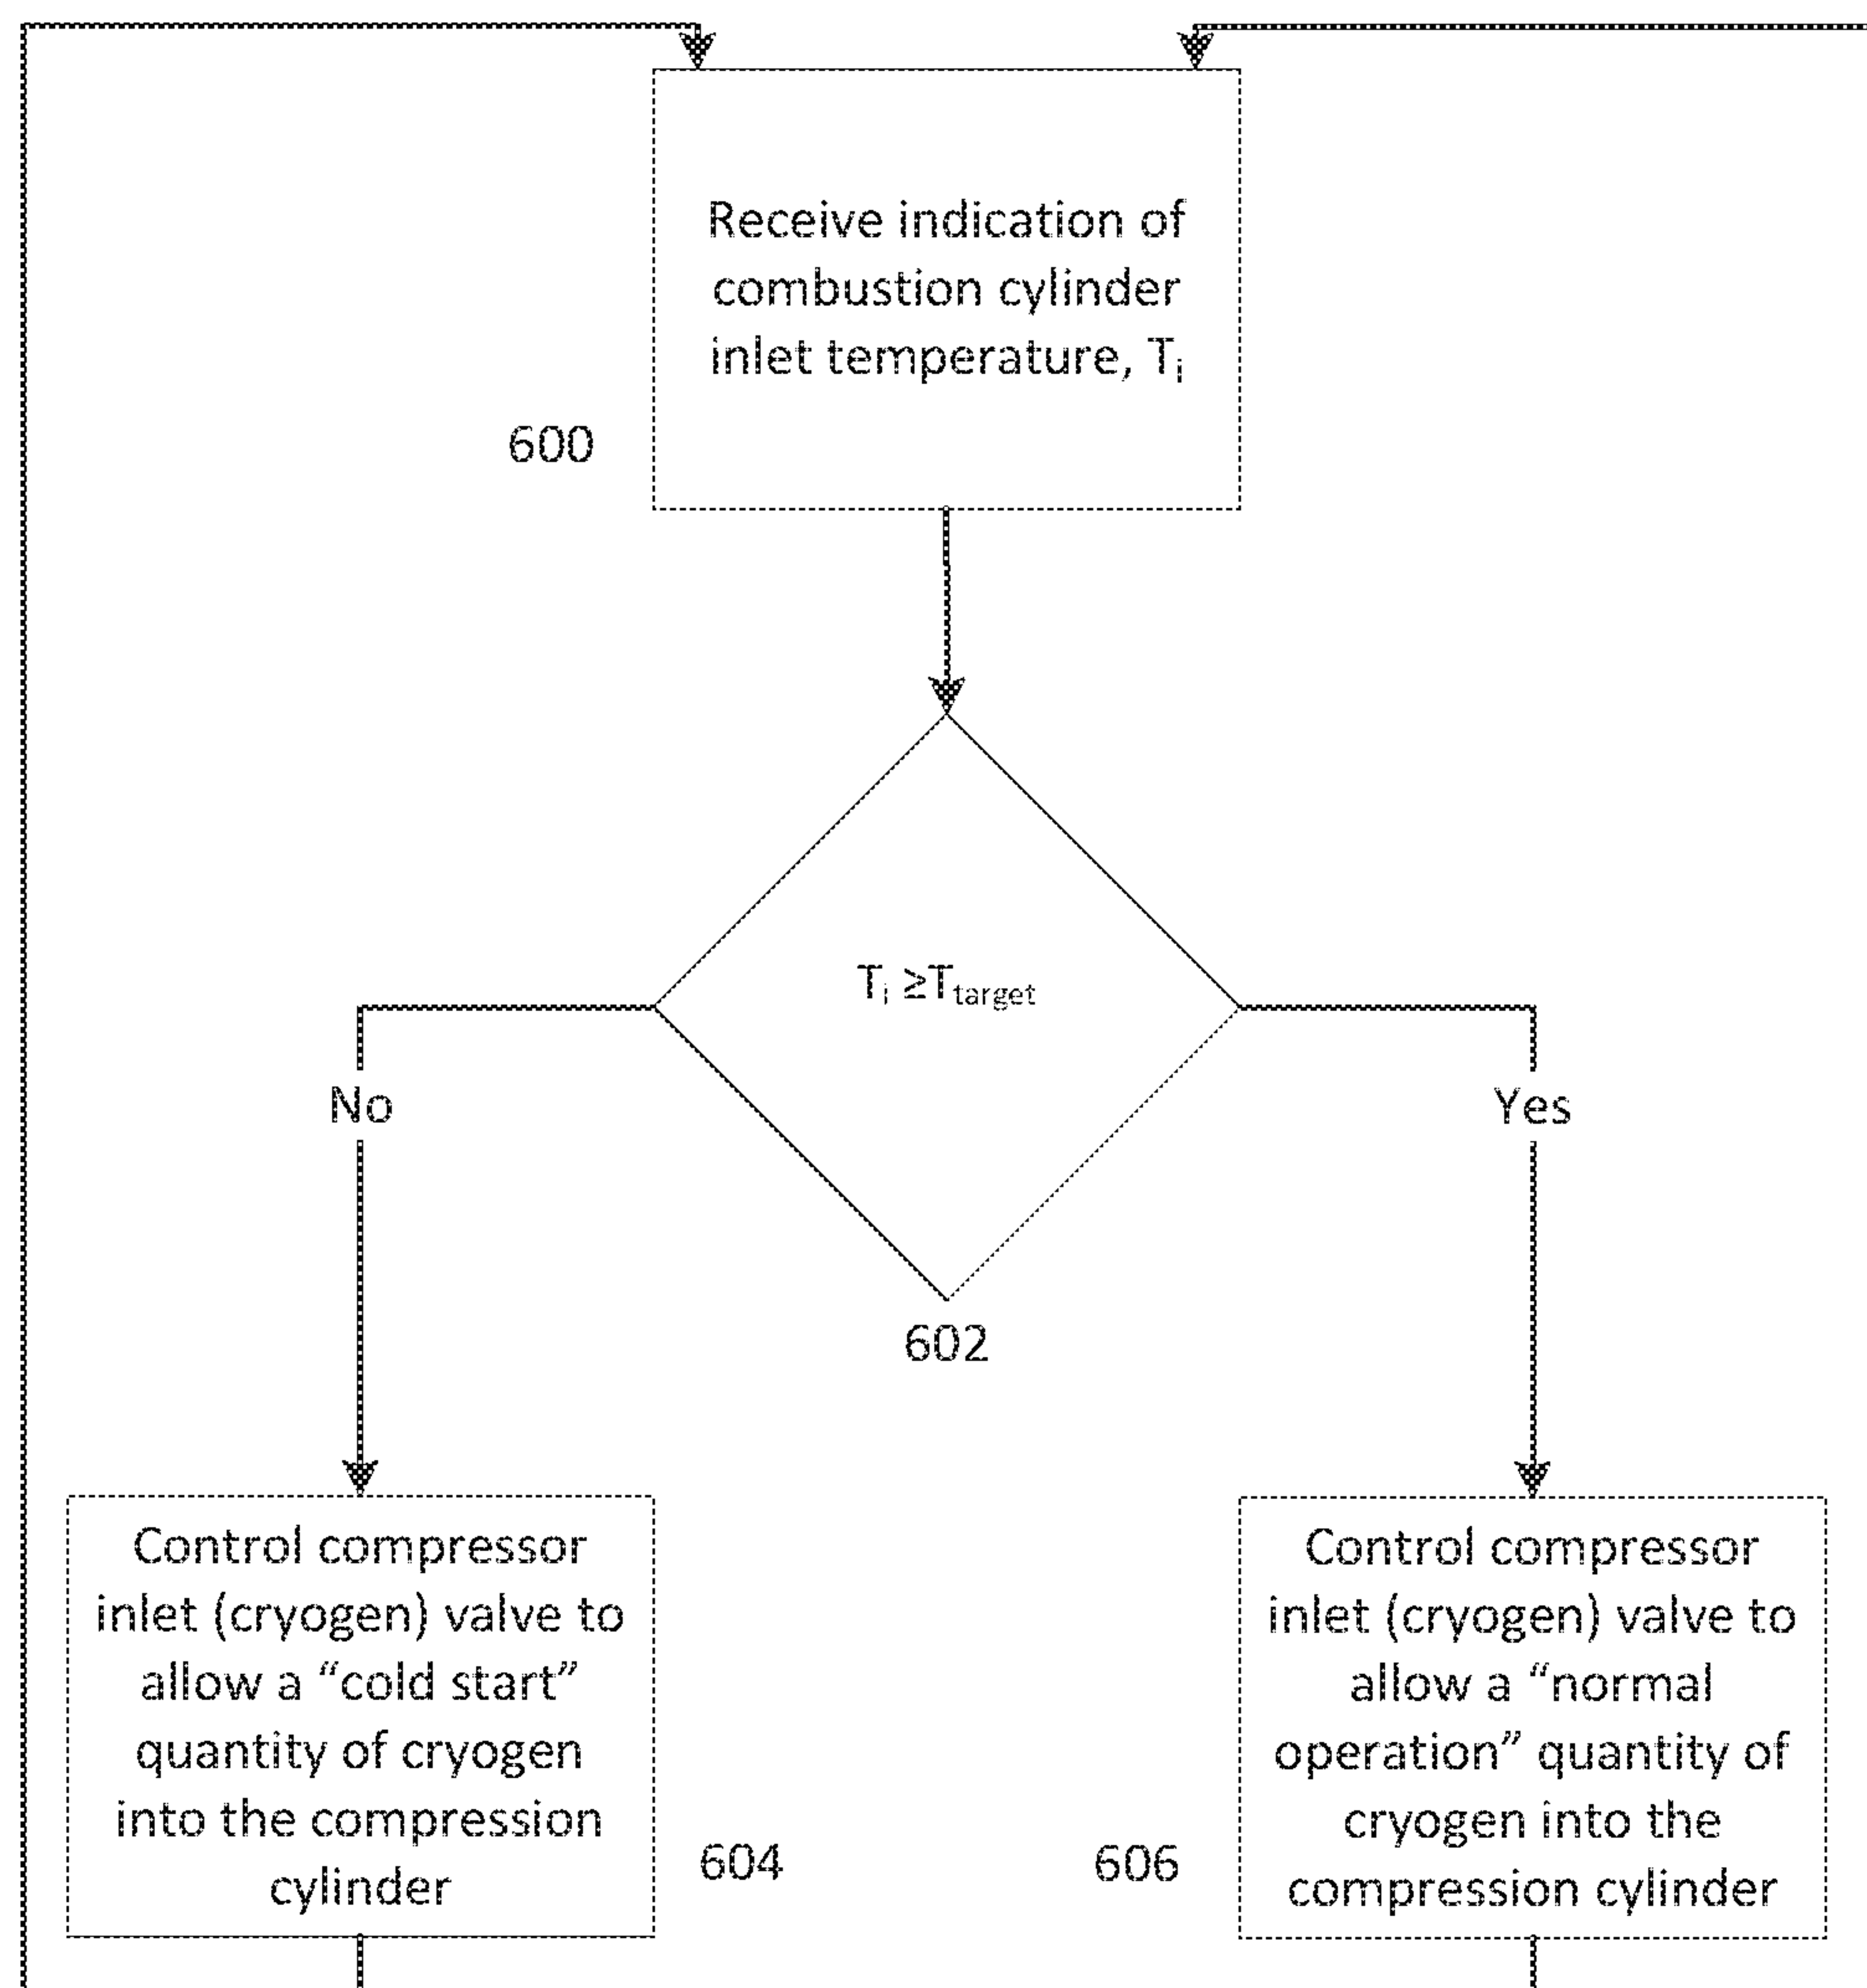 Receive indication of
combustion cylinder
inlet temperature, Tᵢ
600
Tᵢ ≥Ttarget
No
Yes
602
Control compressor
inlet (cryogen) valve to
allow a “cold start”
quantity of cryogen
into the compression
cylinder
604
606
Control compressor
inlet (cryogen) valve to
allow a “normal
operation” quantity of
cryogen into the
compression cylinder